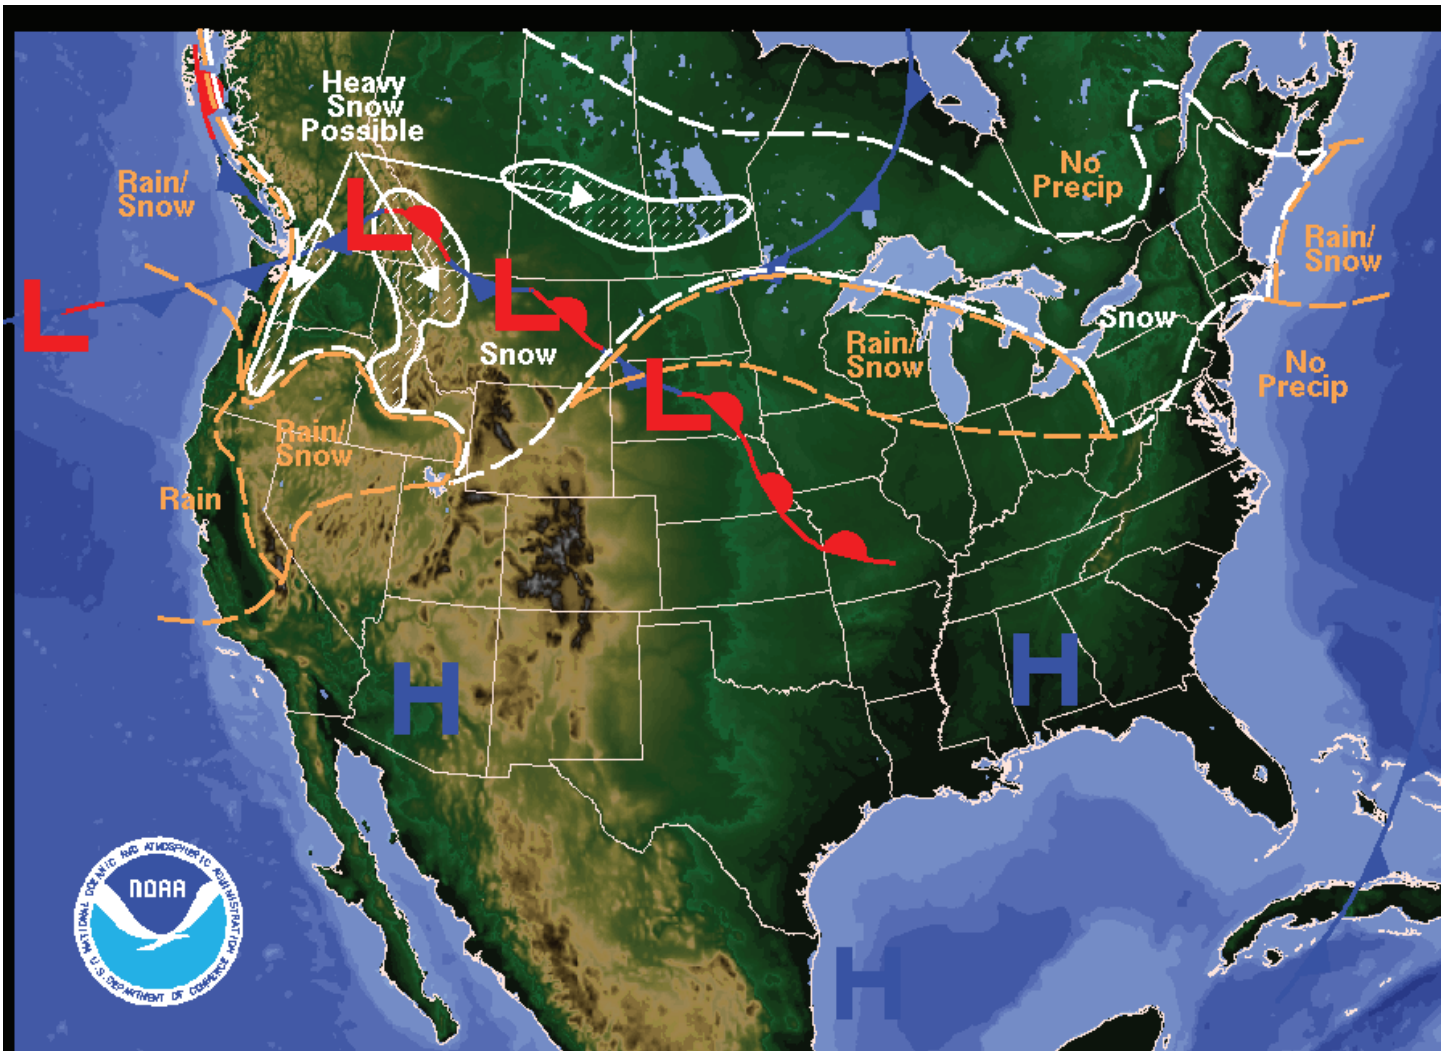 Heavy
Snow
Possible
Rain/
Snow
L
L
L
L
No
Precip
Rain/
Snow
Snow
Rain/
Snow
Snow
No
Precip
Rain/
Snow
Rain
H
H
H
NATIONAL OCEANIC AND ATMOSPHERIC ADMINISTRATION
NOAA
U.S. DEPARTMENT OF COMMERCE